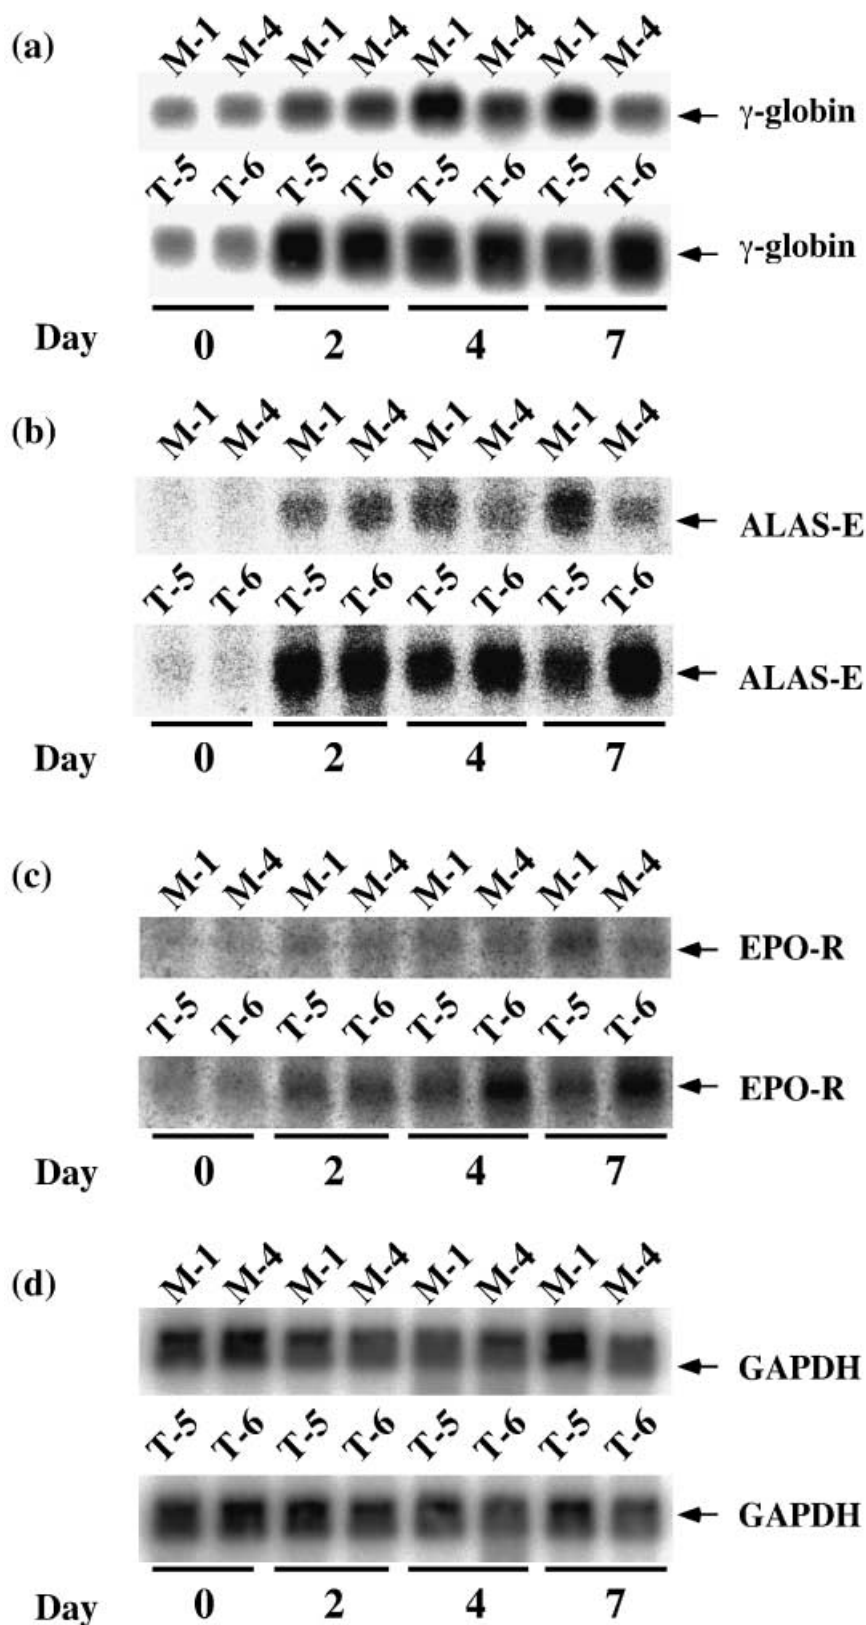 (a)
M-1 M-4 M-1 M-4 M-1 M-4 M-1 M-4
γ-globin
T-5 T-6 T-5 T-6 T-5 T-6 T-5 T-6
γ-globin
Day 0 2 4 7
(b)
M-1 M-4 M-1 M-4 M-1 M-4 M-1 M-4
ALAS-E
T-5 T-6 T-5 T-6 T-5 T-6 T-5 T-6
ALAS-E
Day 0 2 4 7
(c)
M-1 M-4 M-1 M-4 M-1 M-4 M-1 M-4
EPO-R
T-5 T-6 T-5 T-6 T-5 T-6 T-5 T-6
EPO-R
Day 0 2 4 7
(d)
M-1 M-4 M-1 M-4 M-1 M-4 M-1 M-4
GAPDH
T-5 T-6 T-5 T-6 T-5 T-6 T-5 T-6
GAPDH
Day 0 2 4 7